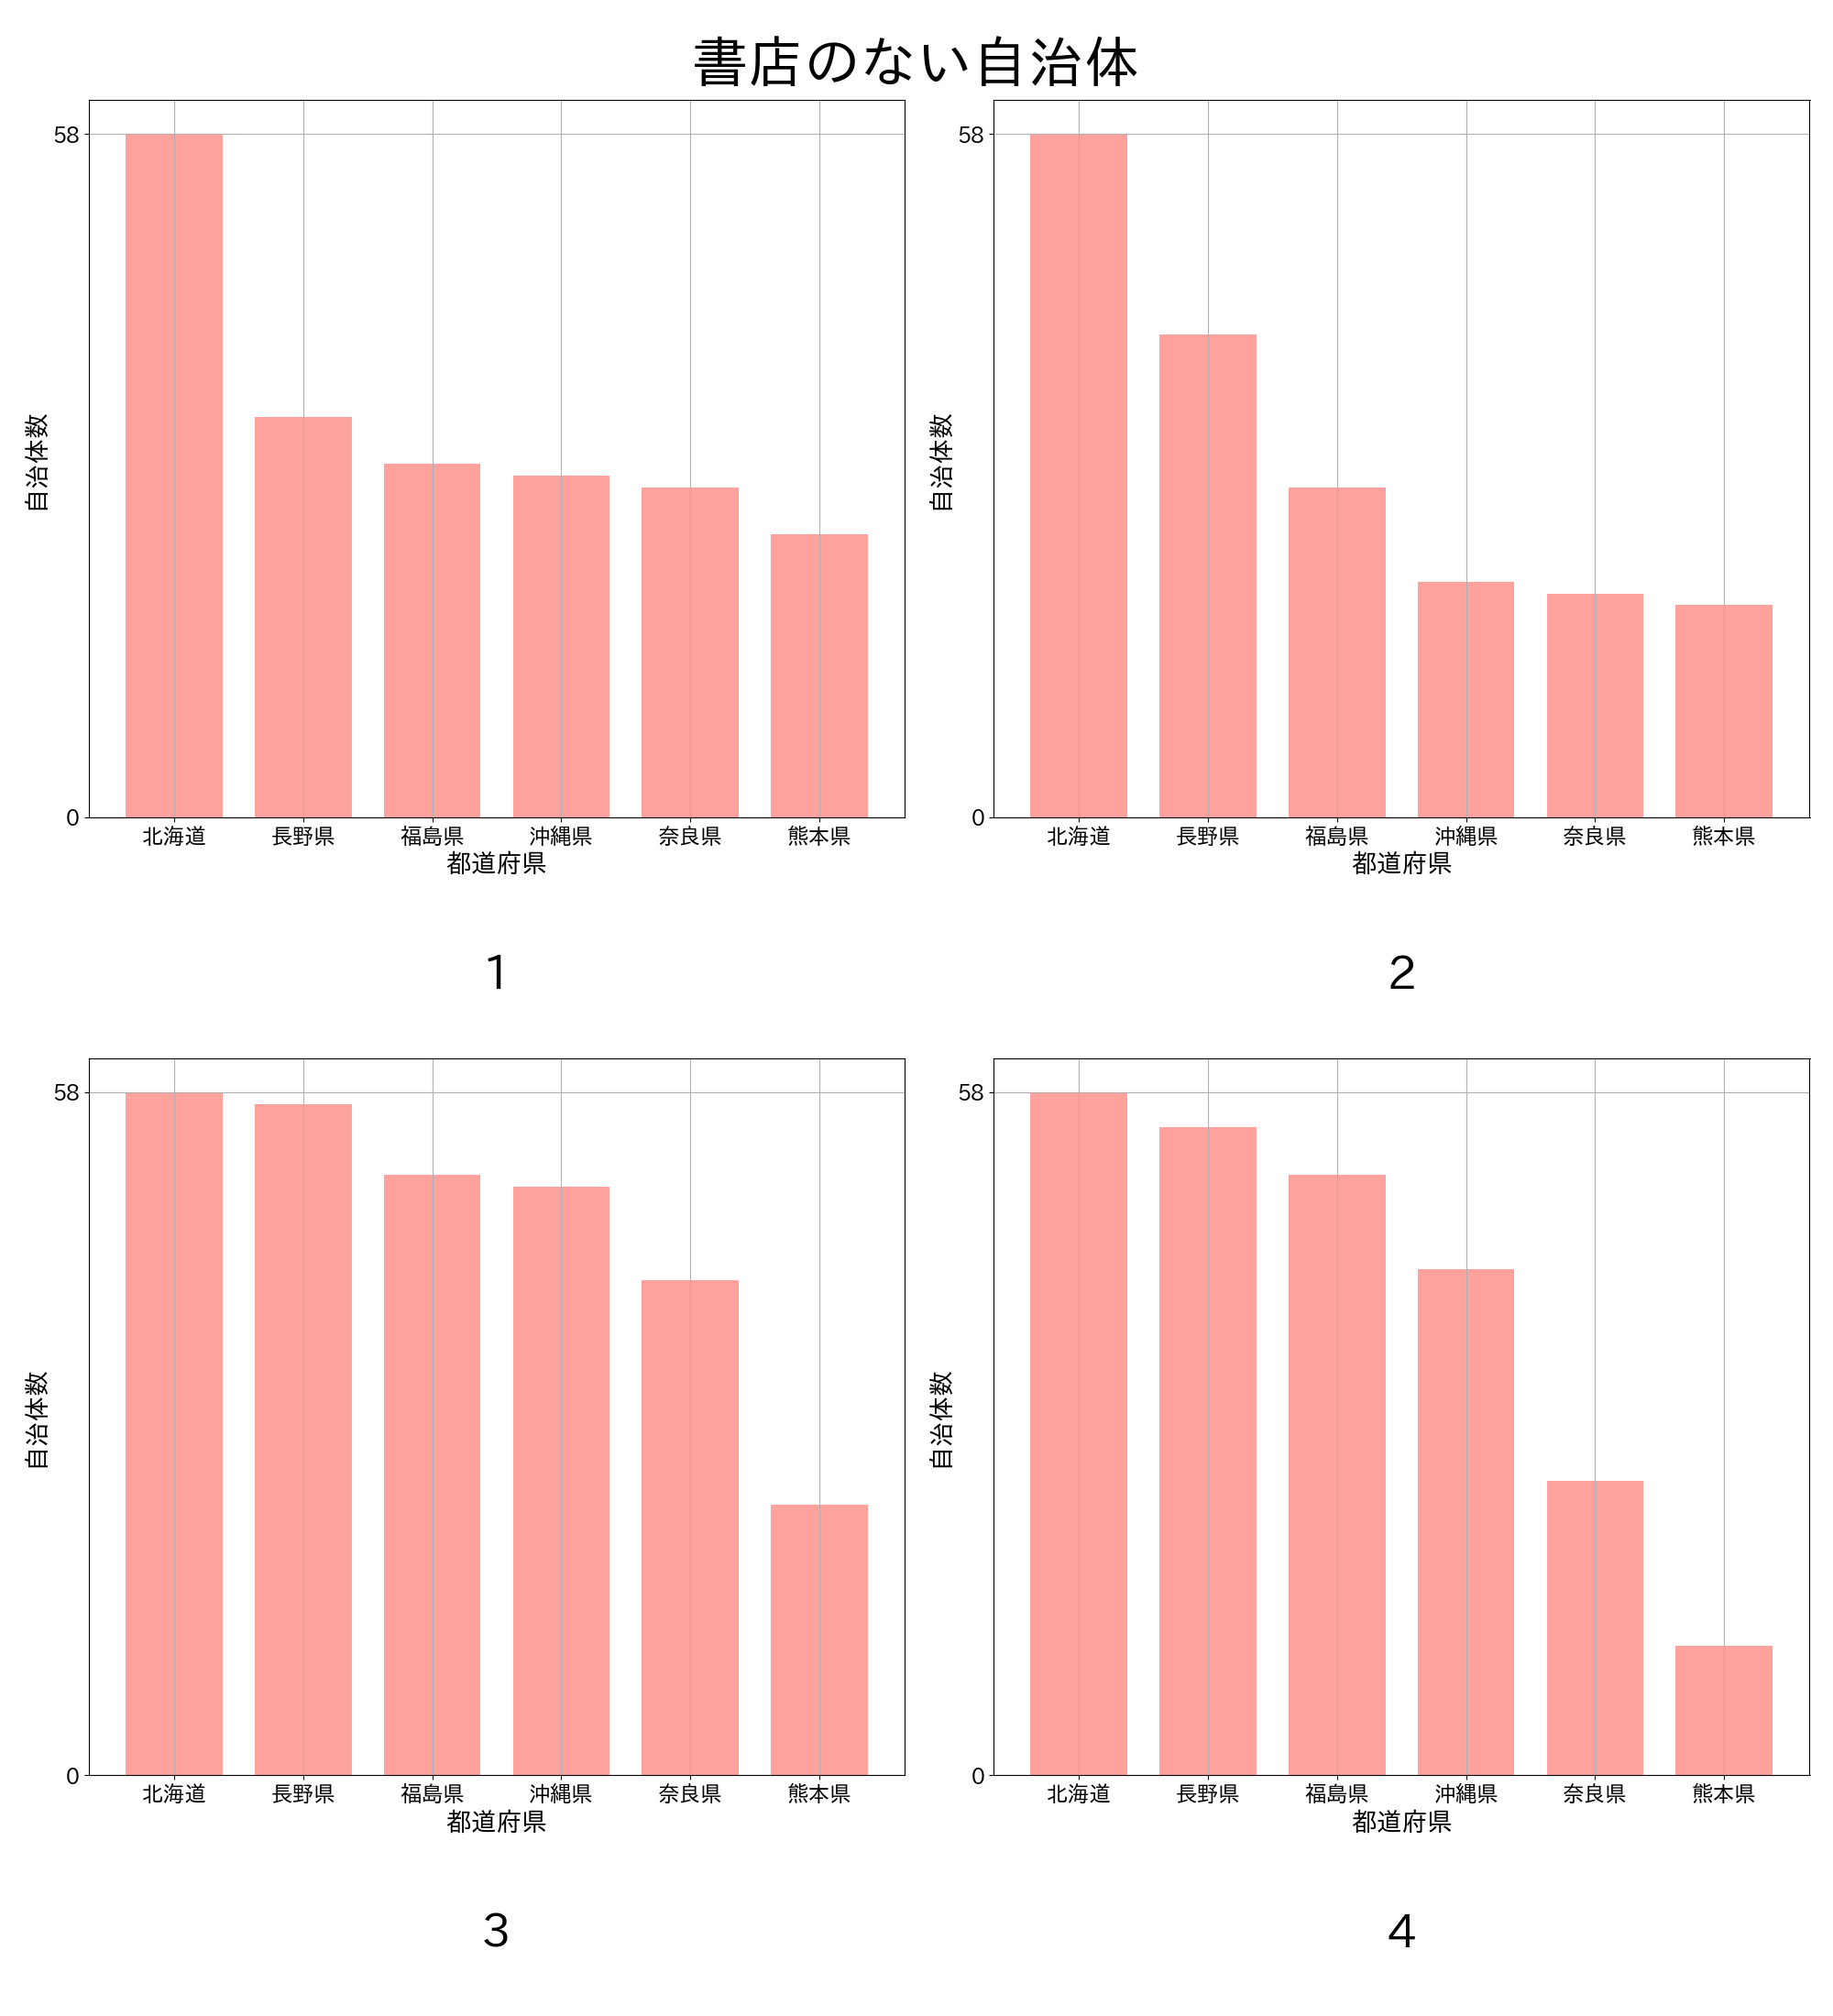 書店のない自治体
58
0
自治体数
北海道 長野県 福島県 沖縄県 奈良県 熊本県
都道府県
1
58
0
自治体数
北海道 長野県 福島県 沖縄県 奈良県 熊本県
都道府県
2
58
0
自治体数
北海道 長野県 福島県 沖縄県 奈良県 熊本県
都道府県
3
58
0
自治体数
北海道 長野県 福島県 沖縄県 奈良県 熊本県
都道府県
4